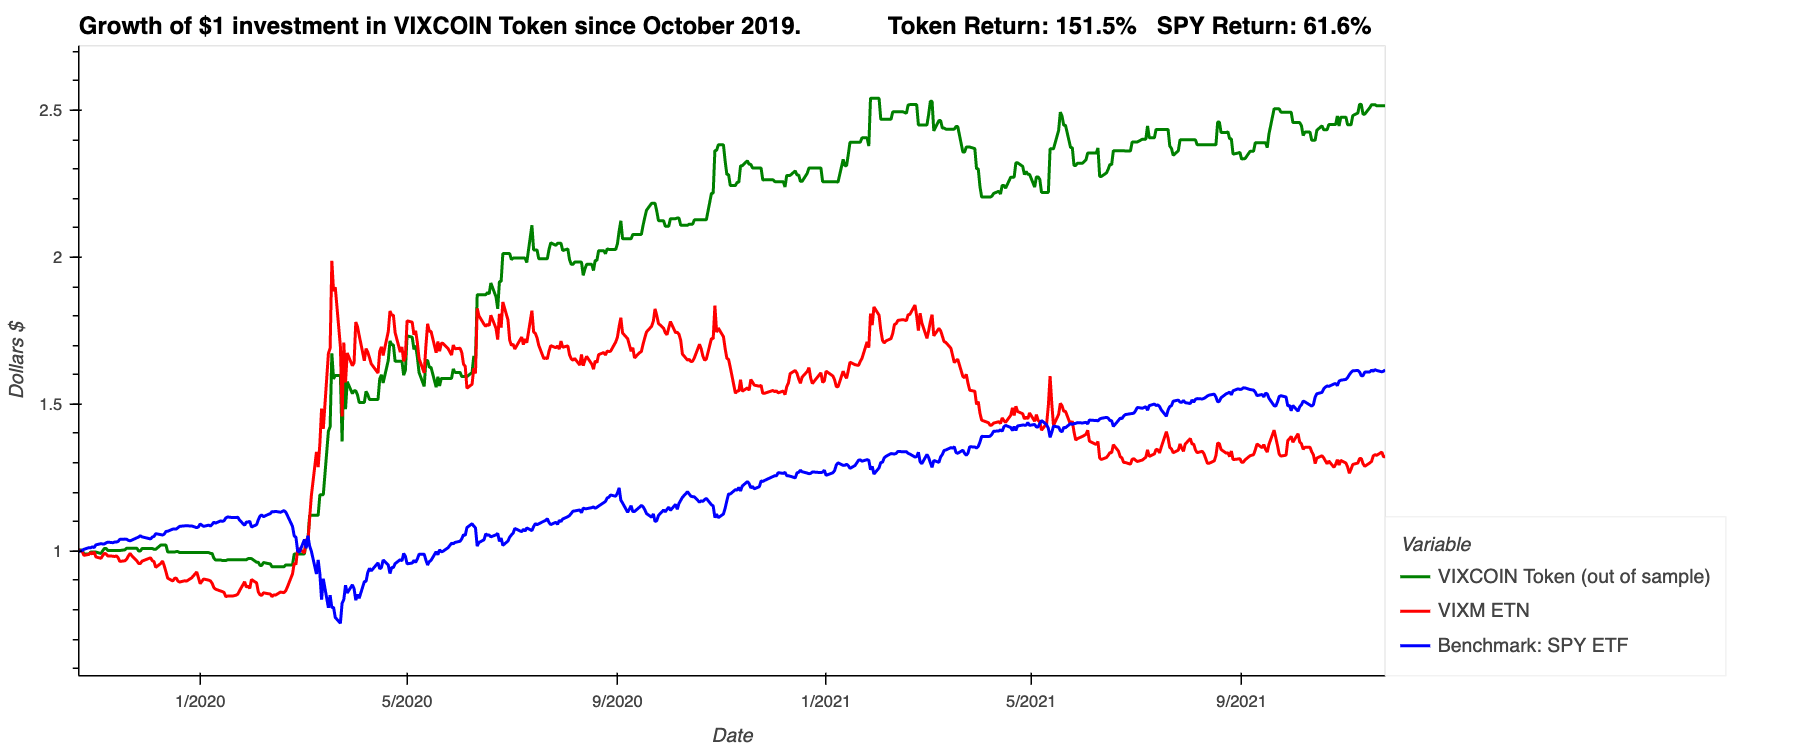 Growth of $1 investment in VIXCOIN Token since October 2019. Token Return: 151.5% SPY Return: 61.6%
2.5
2
1.5
1
Dollars $
1/2020 5/2020 9/2020 1/2021 5/2021 9/2021
Date
Variable
VIXCOIN Token (out of sample)
VIXM ETN
Benchmark: SPY ETF